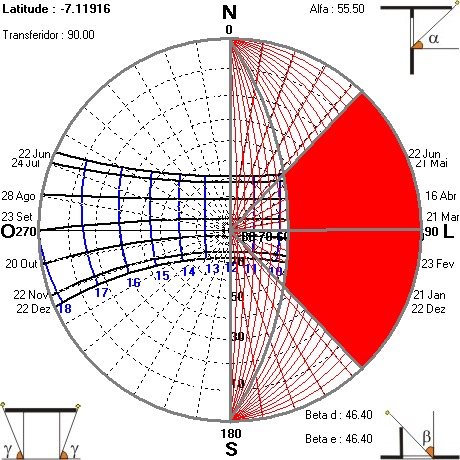 Latitude : -7.11916
N
Alfa : 55.50
Transferidor : 90.00
0
α
22 Jun
24 Jul
22 Jun
21 Mai
28 Ago
16 Abr
23 Set
21 Mar
O 270
80 70 60
90 L
20 Out
23 Fev
13 12 11 10
14
15
16
17
18
22 Nov
22 Dez
21 Jan
22 Dez
50
30
10
180
S
Beta d : 46.40
Beta e : 46.40
γ γ
β